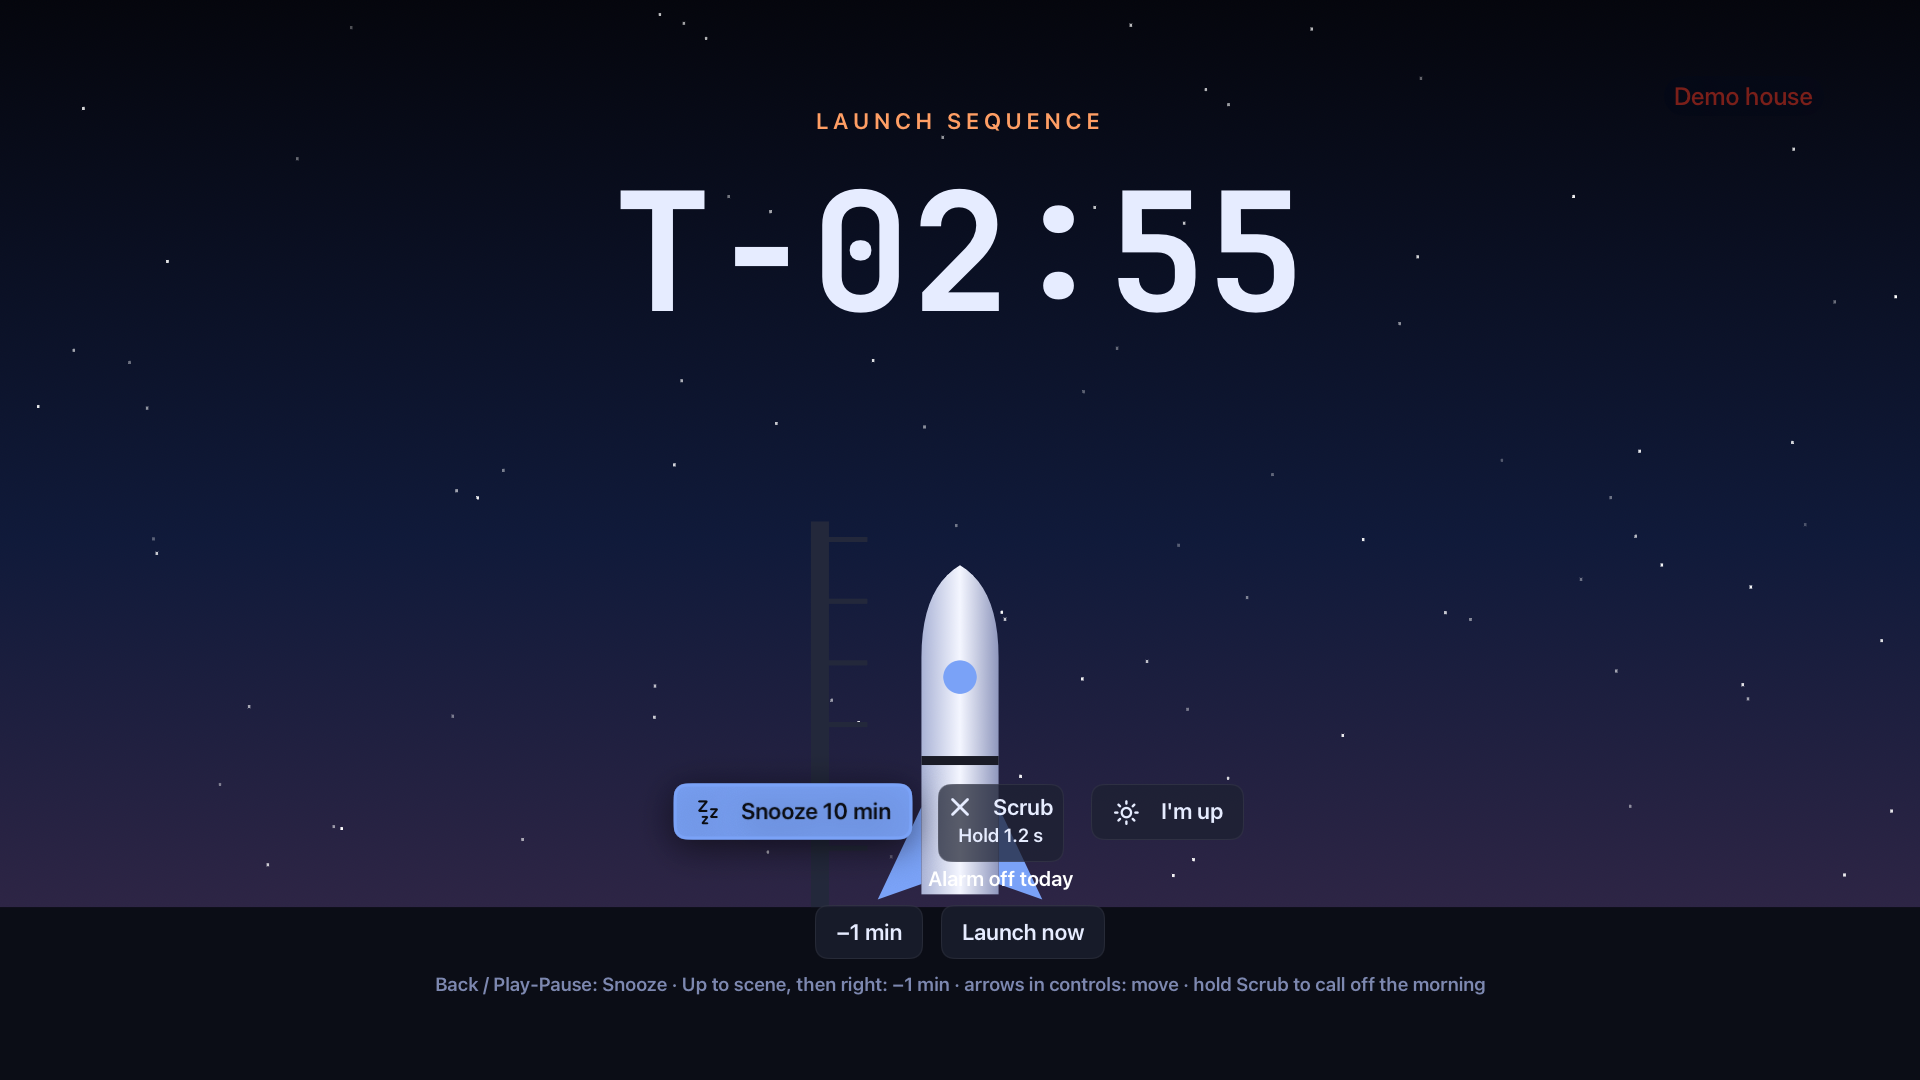 Demo house
LAUNCH SEQUENCE
T-02:55
Snooze 10 min
Scrub
Hold 1.2 s
I'm up
Alarm off today
−1 min
Launch now
Back / Play-Pause: Snooze · Up to scene, then right: −1 min · arrows in controls: move · hold Scrub to call off the morning